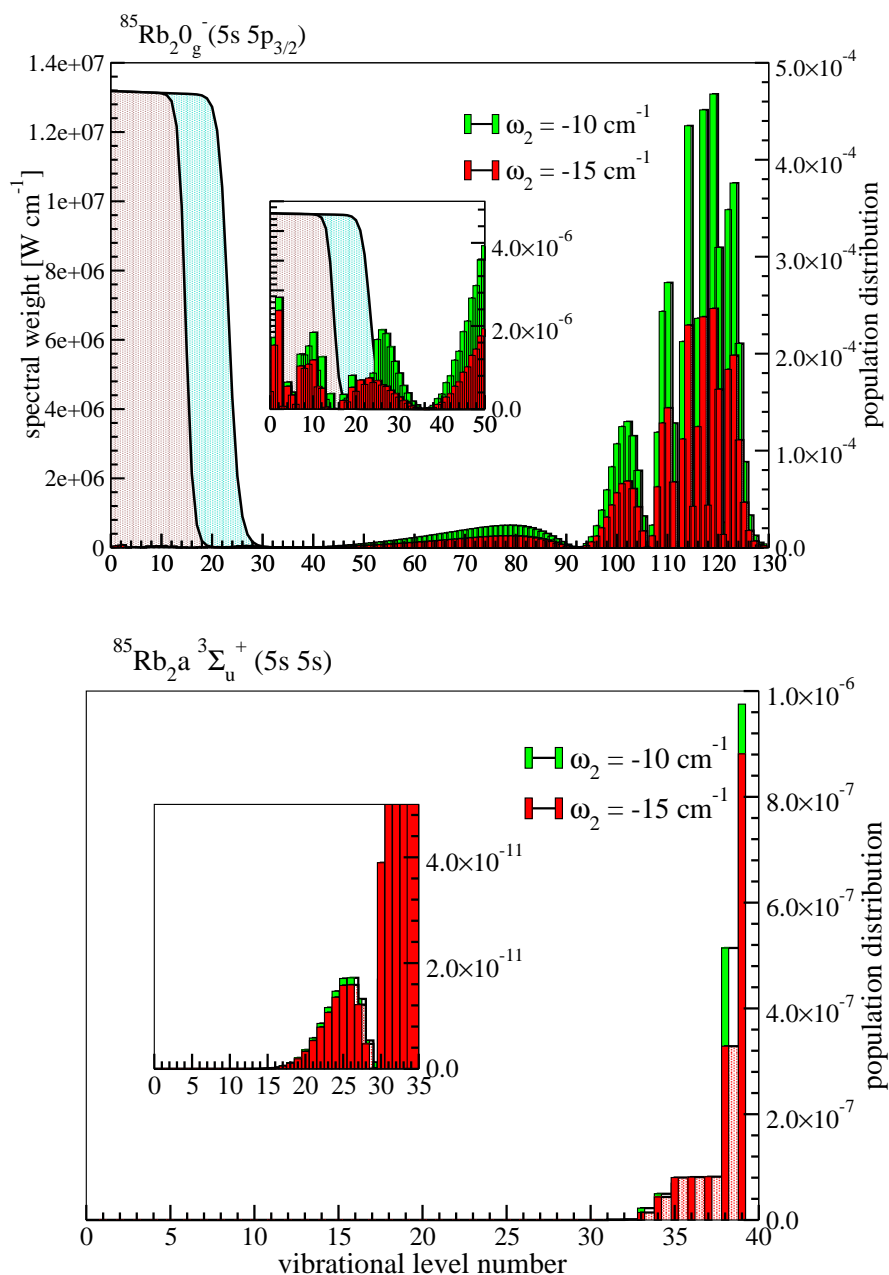 ⁸⁵Rb₂0g⁻(5s 5p₃/₂)
1.4e+07
1.2e+07
1e+07
8e+06
6e+06
4e+06
2e+06
0
spectral weight [W cm⁻¹]
ω₂ = -10 cm⁻¹
ω₂ = -15 cm⁻¹
5.0×10⁻⁴
4.0×10⁻⁴
3.0×10⁻⁴
2.0×10⁻⁴
1.0×10⁻⁴
0.0
population distribution
4.0×10⁻⁶
2.0×10⁻⁶
0.0
0 10 20 30 40 50
0 10 20 30 40 50 60 70 80 90 100 110 120 130
⁸⁵Rb₂a ³Σᵤ⁺ (5s 5s)
ω₂ = -10 cm⁻¹
ω₂ = -15 cm⁻¹
1.0×10⁻⁶
8.0×10⁻⁷
6.0×10⁻⁷
4.0×10⁻⁷
2.0×10⁻⁷
0.0
population distribution
4.0×10⁻¹¹
2.0×10⁻¹¹
0.0
0 5 10 15 20 25 30 35
0 5 10 15 20 25 30 35 40
vibrational level number